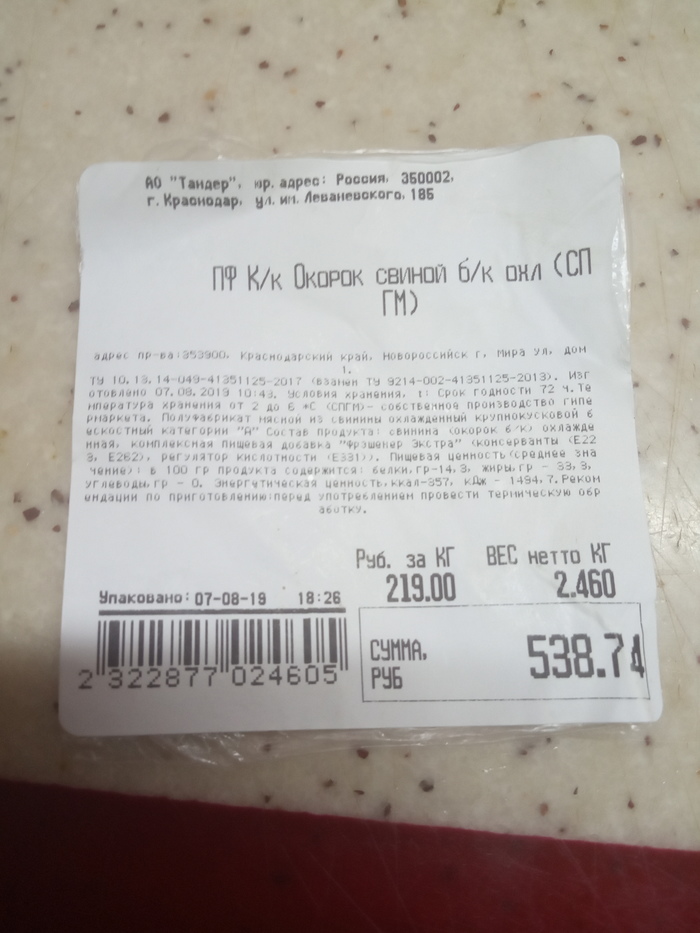 АО "Тандер", юр. адрес: Россия, 350002,
г. Краснодар, ул. им. Леваневского, 185
ПФ К/к Окорок свиной б/к охл (СП
ГМ)
адрес пр-ва:353900, Краснодарский край, Новороссийск г, Мира ул, дом
1,
ТУ 10.13.14-049-41351125-2017 (взамен ТУ 9214-002-41351125-2013). Изг
отовлено 07.08.2019 10:43. Условия хранения, t: Срок годности 72 ч.Те
мпература хранения от 2 до 6 *С (СПГМ)- собственное производство гипе
рмаркета. Полуфабрикат мясной из свинины охлажденный крупнокусковой б
ескостный категории "А" Состав продукта: свинина (окорок б/к) охлажде
нная, комплексная пищевая добавка "Фрэшенер Экстра" (консерванты (Е22
3, Е262), регулятор кислотности (Е331)). Пищевая ценность(среднее зна
чение): в 100 гр продукта содержится: белки,гр-14,3, жиры,гр - 33,3,
углеводы,гр - 0. Энергетическая ценность,ккал-357, кДж - 1494,7.Реком
ендации по приготовлению:перед употреблением провести термическую обр
аботку.
Руб. за КГ ВЕС нетто КГ
219.00 2.460
Упаковано: 07-08-19 18:26
2 322877 024605
СУММА, 538.74
РУБ